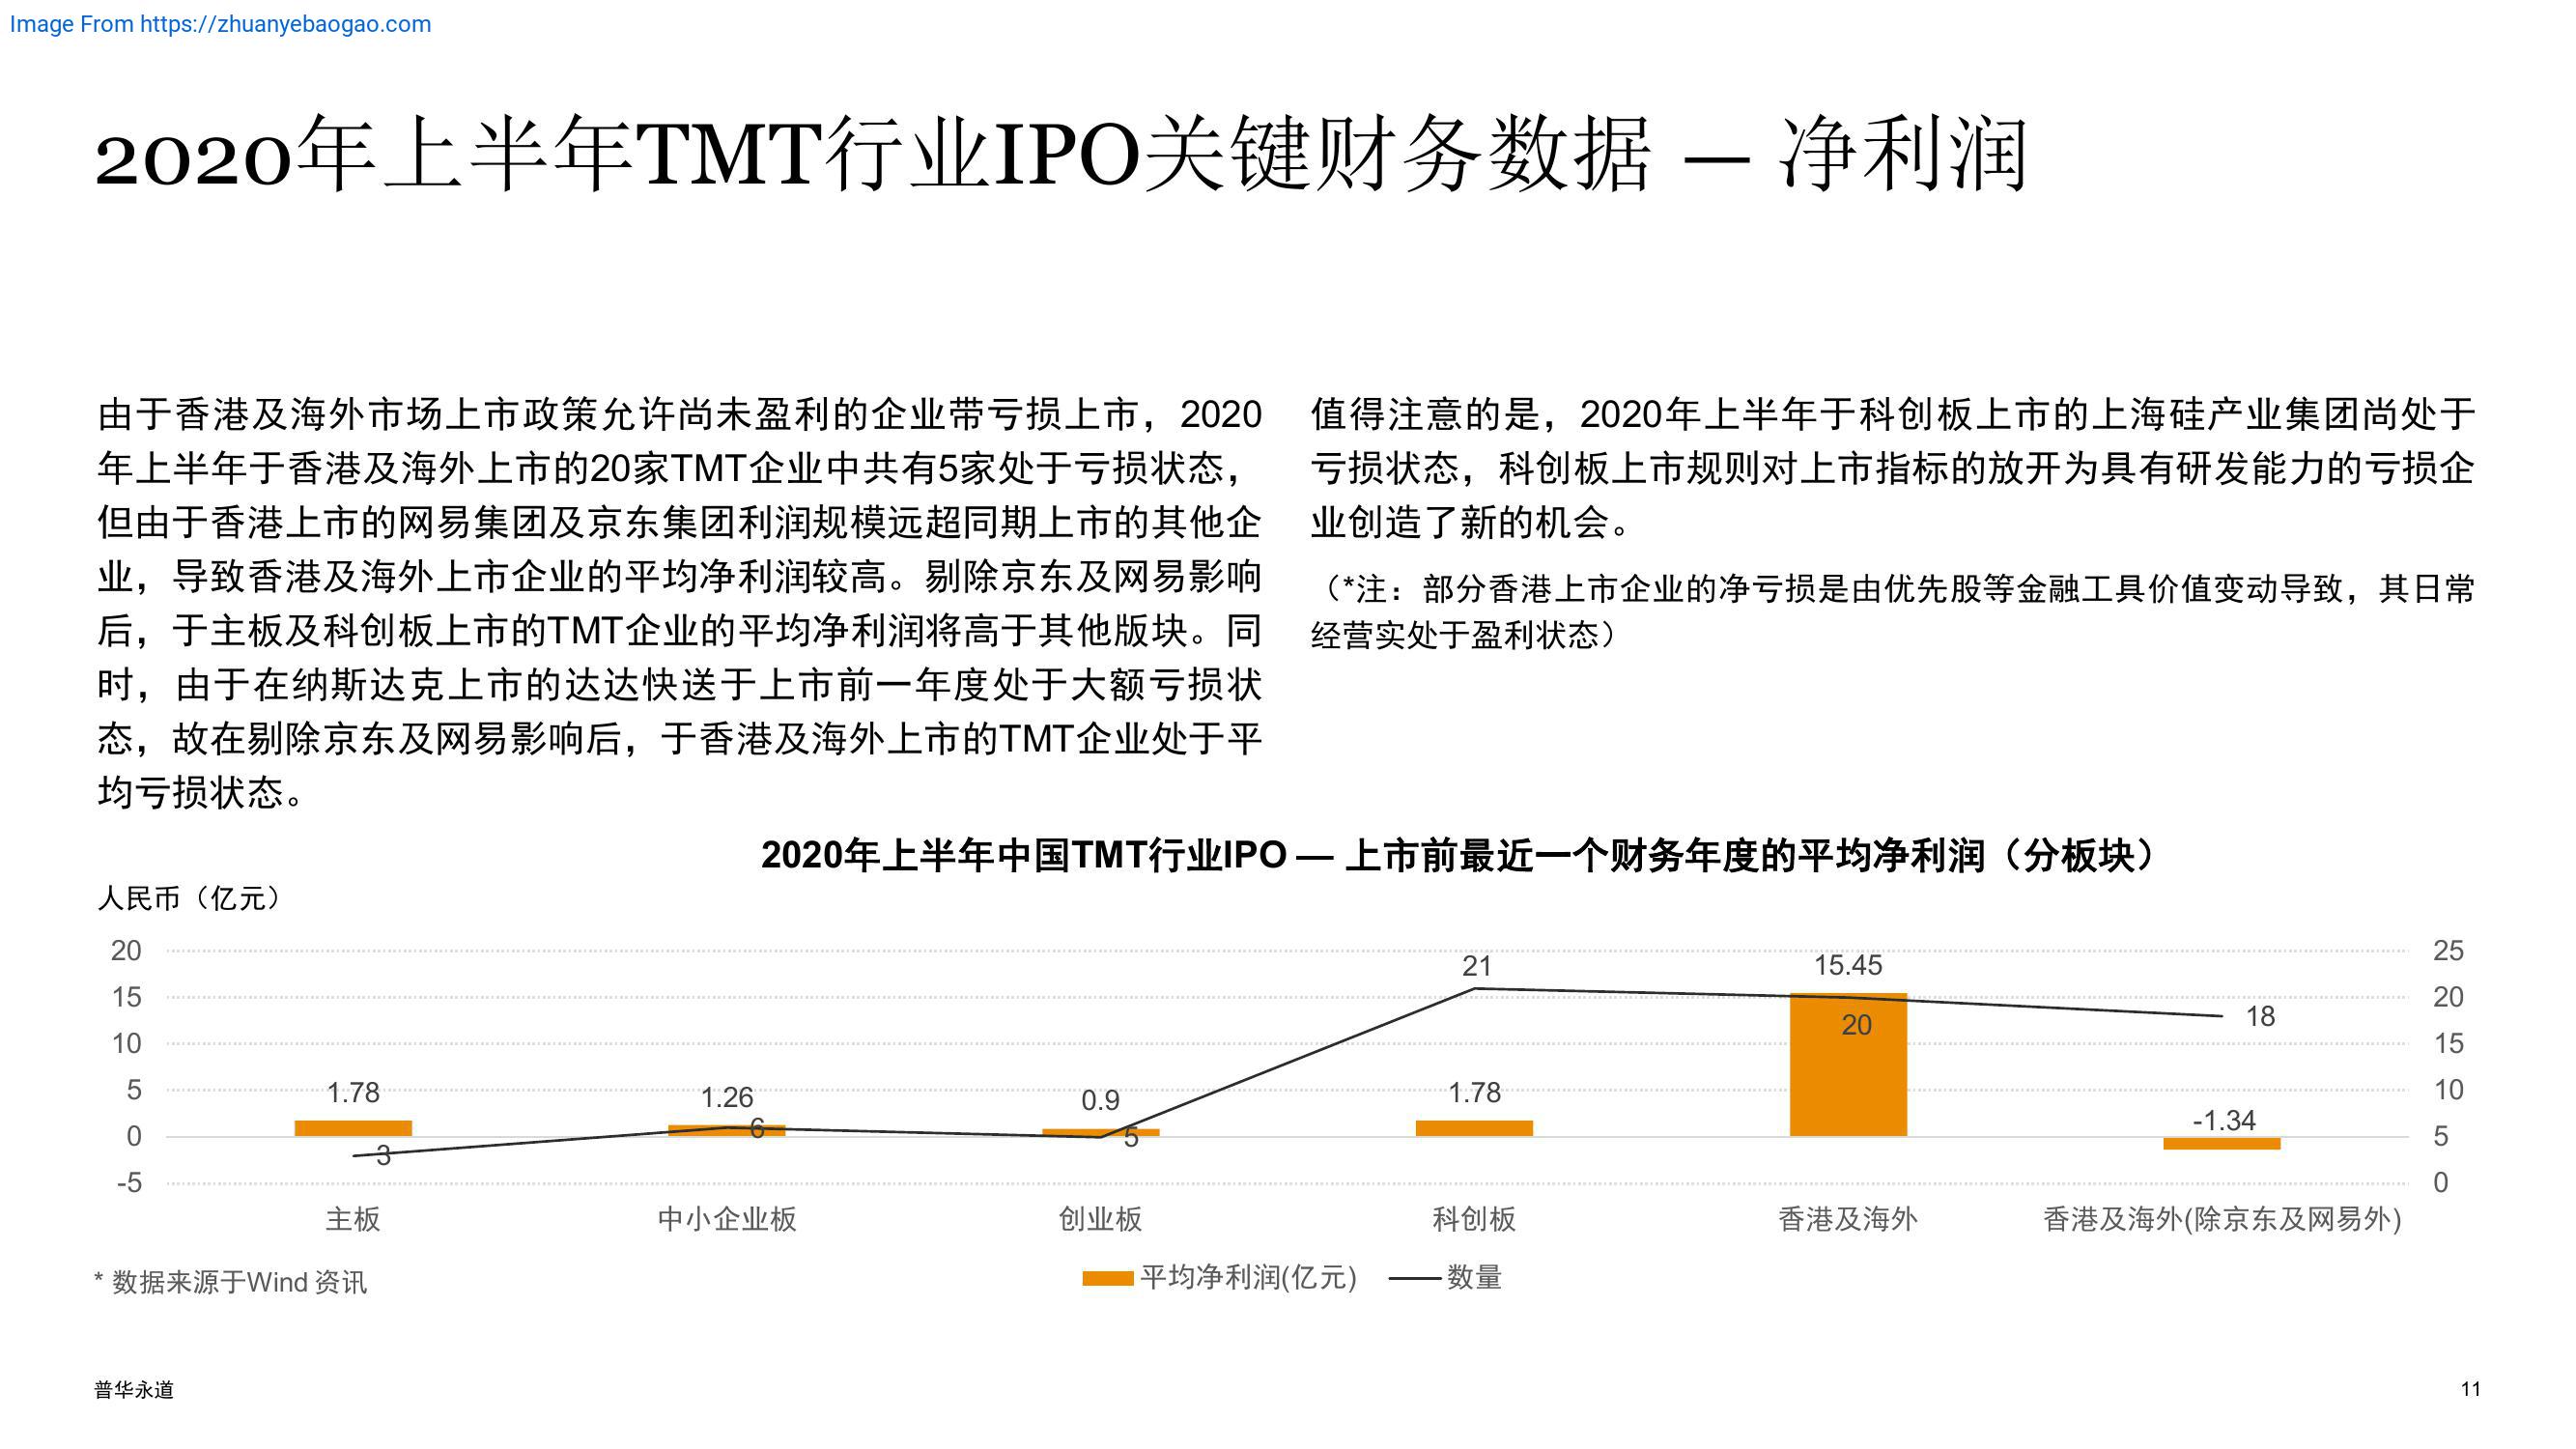 Image From https://zhuanyebaogao.com
2020年上半年TMT行业IPO关键财务数据 — 净利润
由于香港及海外市场上市政策允许尚未盈利的企业带亏损上市，2020
年上半年于香港及海外上市的20家TMT企业中共有5家处于亏损状态，
但由于香港上市的网易集团及京东集团利润规模远超同期上市的其他企
业，导致香港及海外上市企业的平均净利润较高。剔除京东及网易影响
后，于主板及科创板上市的TMT企业的平均净利润将高于其他版块。同
时，由于在纳斯达克上市的达达快送于上市前一年度处于大额亏损状
态，故在剔除京东及网易影响后，于香港及海外上市的TMT企业处于平
均亏损状态。
值得注意的是，2020年上半年于科创板上市的上海硅产业集团尚处于
亏损状态，科创板上市规则对上市指标的放开为具有研发能力的亏损企
业创造了新的机会。
（*注：部分香港上市企业的净亏损是由优先股等金融工具价值变动导致，其日常
经营实处于盈利状态）
2020年上半年中国TMT行业IPO — 上市前最近一个财务年度的平均净利润（分板块）
人民币（亿元）
20
15
10
5
0
-5
25
20
15
10
5
0
1.78
1.26
0.9
1.78
15.45
-1.34
3
6
5
21
20
18
主板
中小企业板
创业板
科创板
香港及海外
香港及海外(除京东及网易外)
平均净利润(亿元)
数量
* 数据来源于Wind 资讯
普华永道
11